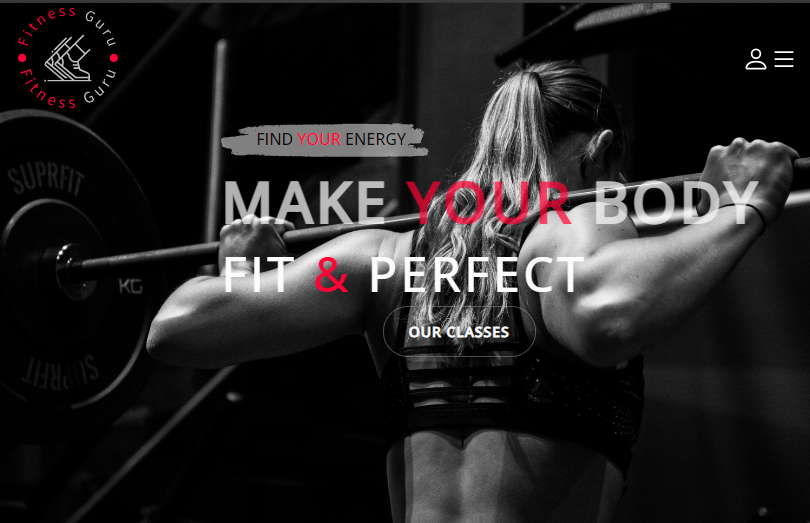 Fitness Guru
Fitness Guru
FIND YOUR ENERGY
MAKE YOUR BODY
FIT & PERFECT
OUR CLASSES
SUPRFIT
KG
SUPRFIT